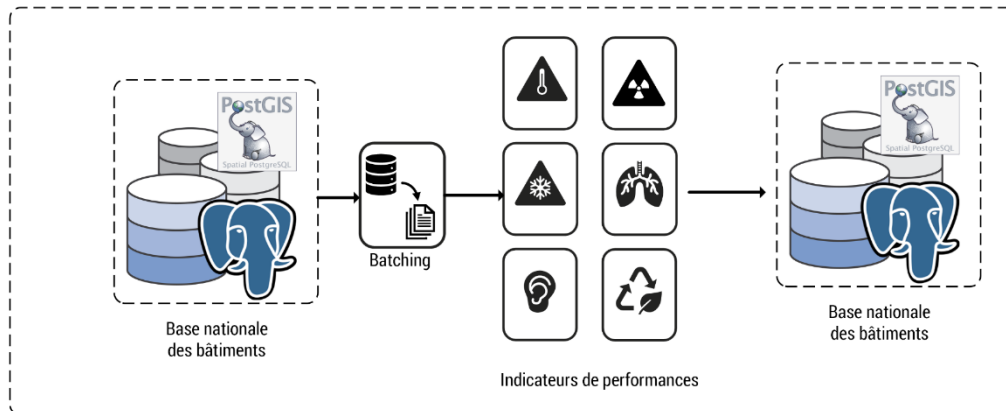 PostGIS
Spatial PostgreSQL
Base nationale
des bâtiments
Batching
Indicateurs de performances
PostGIS
Spatial PostgreSQL
Base nationale
des bâtiments